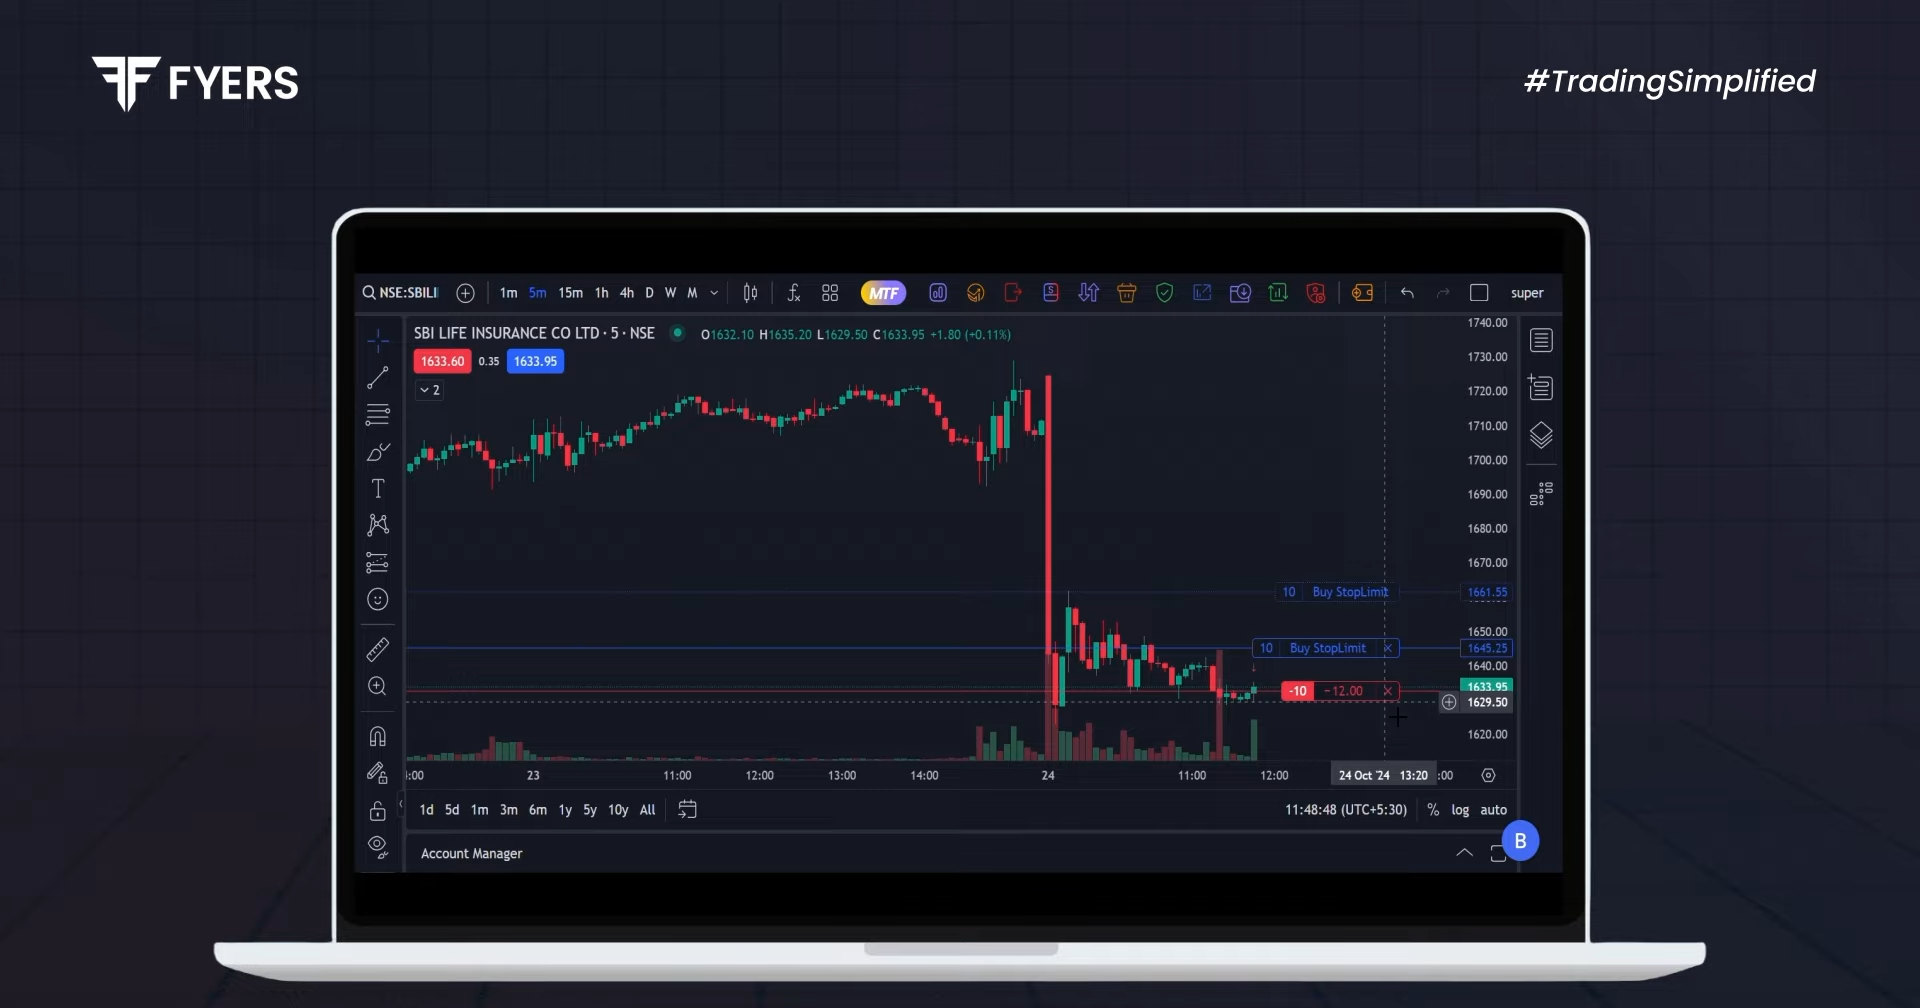 FYERS
#TradingSimplified
NSE:SBILI 1m 5m 15m 1h 4h D W M MTF super
SBI LIFE INSURANCE CO LTD · 5 · NSE O1632.10 H1635.20 L1629.50 C1633.95 +1.80 (+0.11%)
1633.60 0.35 1633.95
2
1740.00
1730.00
1720.00
1710.00
1700.00
1690.00
1680.00
1670.00
10 Buy StopLimit 1661.55
1650.00
10 Buy StopLimit × 1645.25
1640.00
1633.95
-10 −12.00 ×
1629.50
1620.00
:00 23 11:00 12:00 13:00 14:00 24 11:00 12:00 24 Oct '24 13:20 :00
1d 5d 1m 3m 6m 1y 5y 10y All 11:48:48 (UTC+5:30) % log auto
Account Manager
B